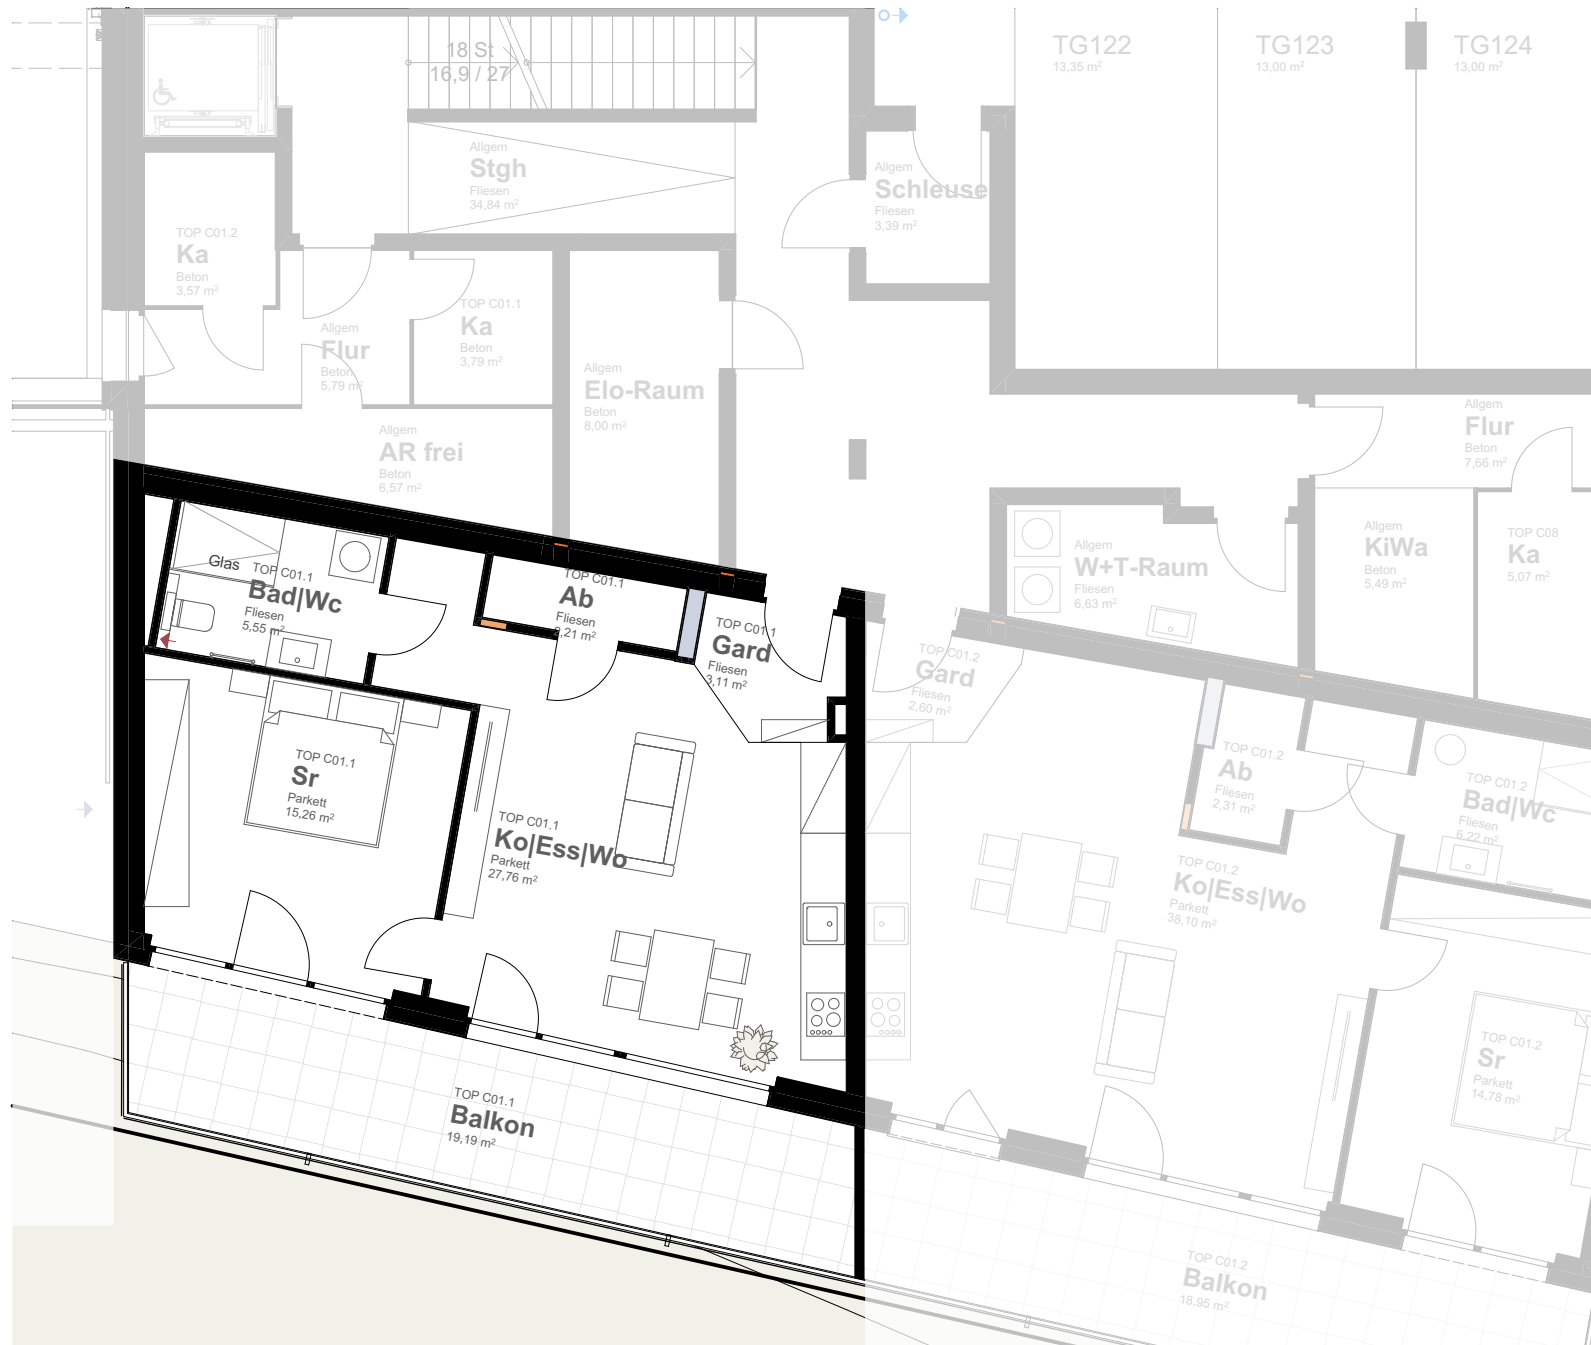 18 St
16,9 / 27
TG122
13,35 m²
TG123
13,00 m²
TG124
13,00 m²
Allgem
Stgh
Fliesen
34,84 m²
Allgem
Schleuse
Fliesen
3,39 m²
TOP C01.2
Ka
Beton
3,57 m²
Allgem
Flur
Beton
5,79 m²
TOP C01.1
Ka
Beton
3,79 m²
Allgem
Elo-Raum
Beton
8,00 m²
Allgem
AR frei
Beton
6,57 m²
Allgem
Flur
Beton
7,66 m²
Allgem
W+T-Raum
Fliesen
6,63 m²
Allgem
KiWa
Beton
5,49 m²
TOP C08
Ka
Beton
5,07 m²
Glas
TOP C01.1
Bad|Wc
Fliesen
5,55 m²
TOP C01.1
Ab
Fliesen
2,21 m²
TOP C01.1
Gard
Fliesen
3,11 m²
TOP C01.2
Gard
Fliesen
2,60 m²
TOP C01.1
Sr
Parkett
15,26 m²
TOP C01.1
Ko|Ess|Wo
Parkett
27,76 m²
TOP C01.2
Ab
Fliesen
2,31 m²
TOP C01.2
Bad|Wc
Fliesen
6,22 m²
TOP C01.2
Ko|Ess|Wo
Parkett
38,10 m²
TOP C01.2
Sr
Parkett
14,78 m²
TOP C01.1
Balkon
19,19 m²
TOP C01.2
Balkon
18,95 m²